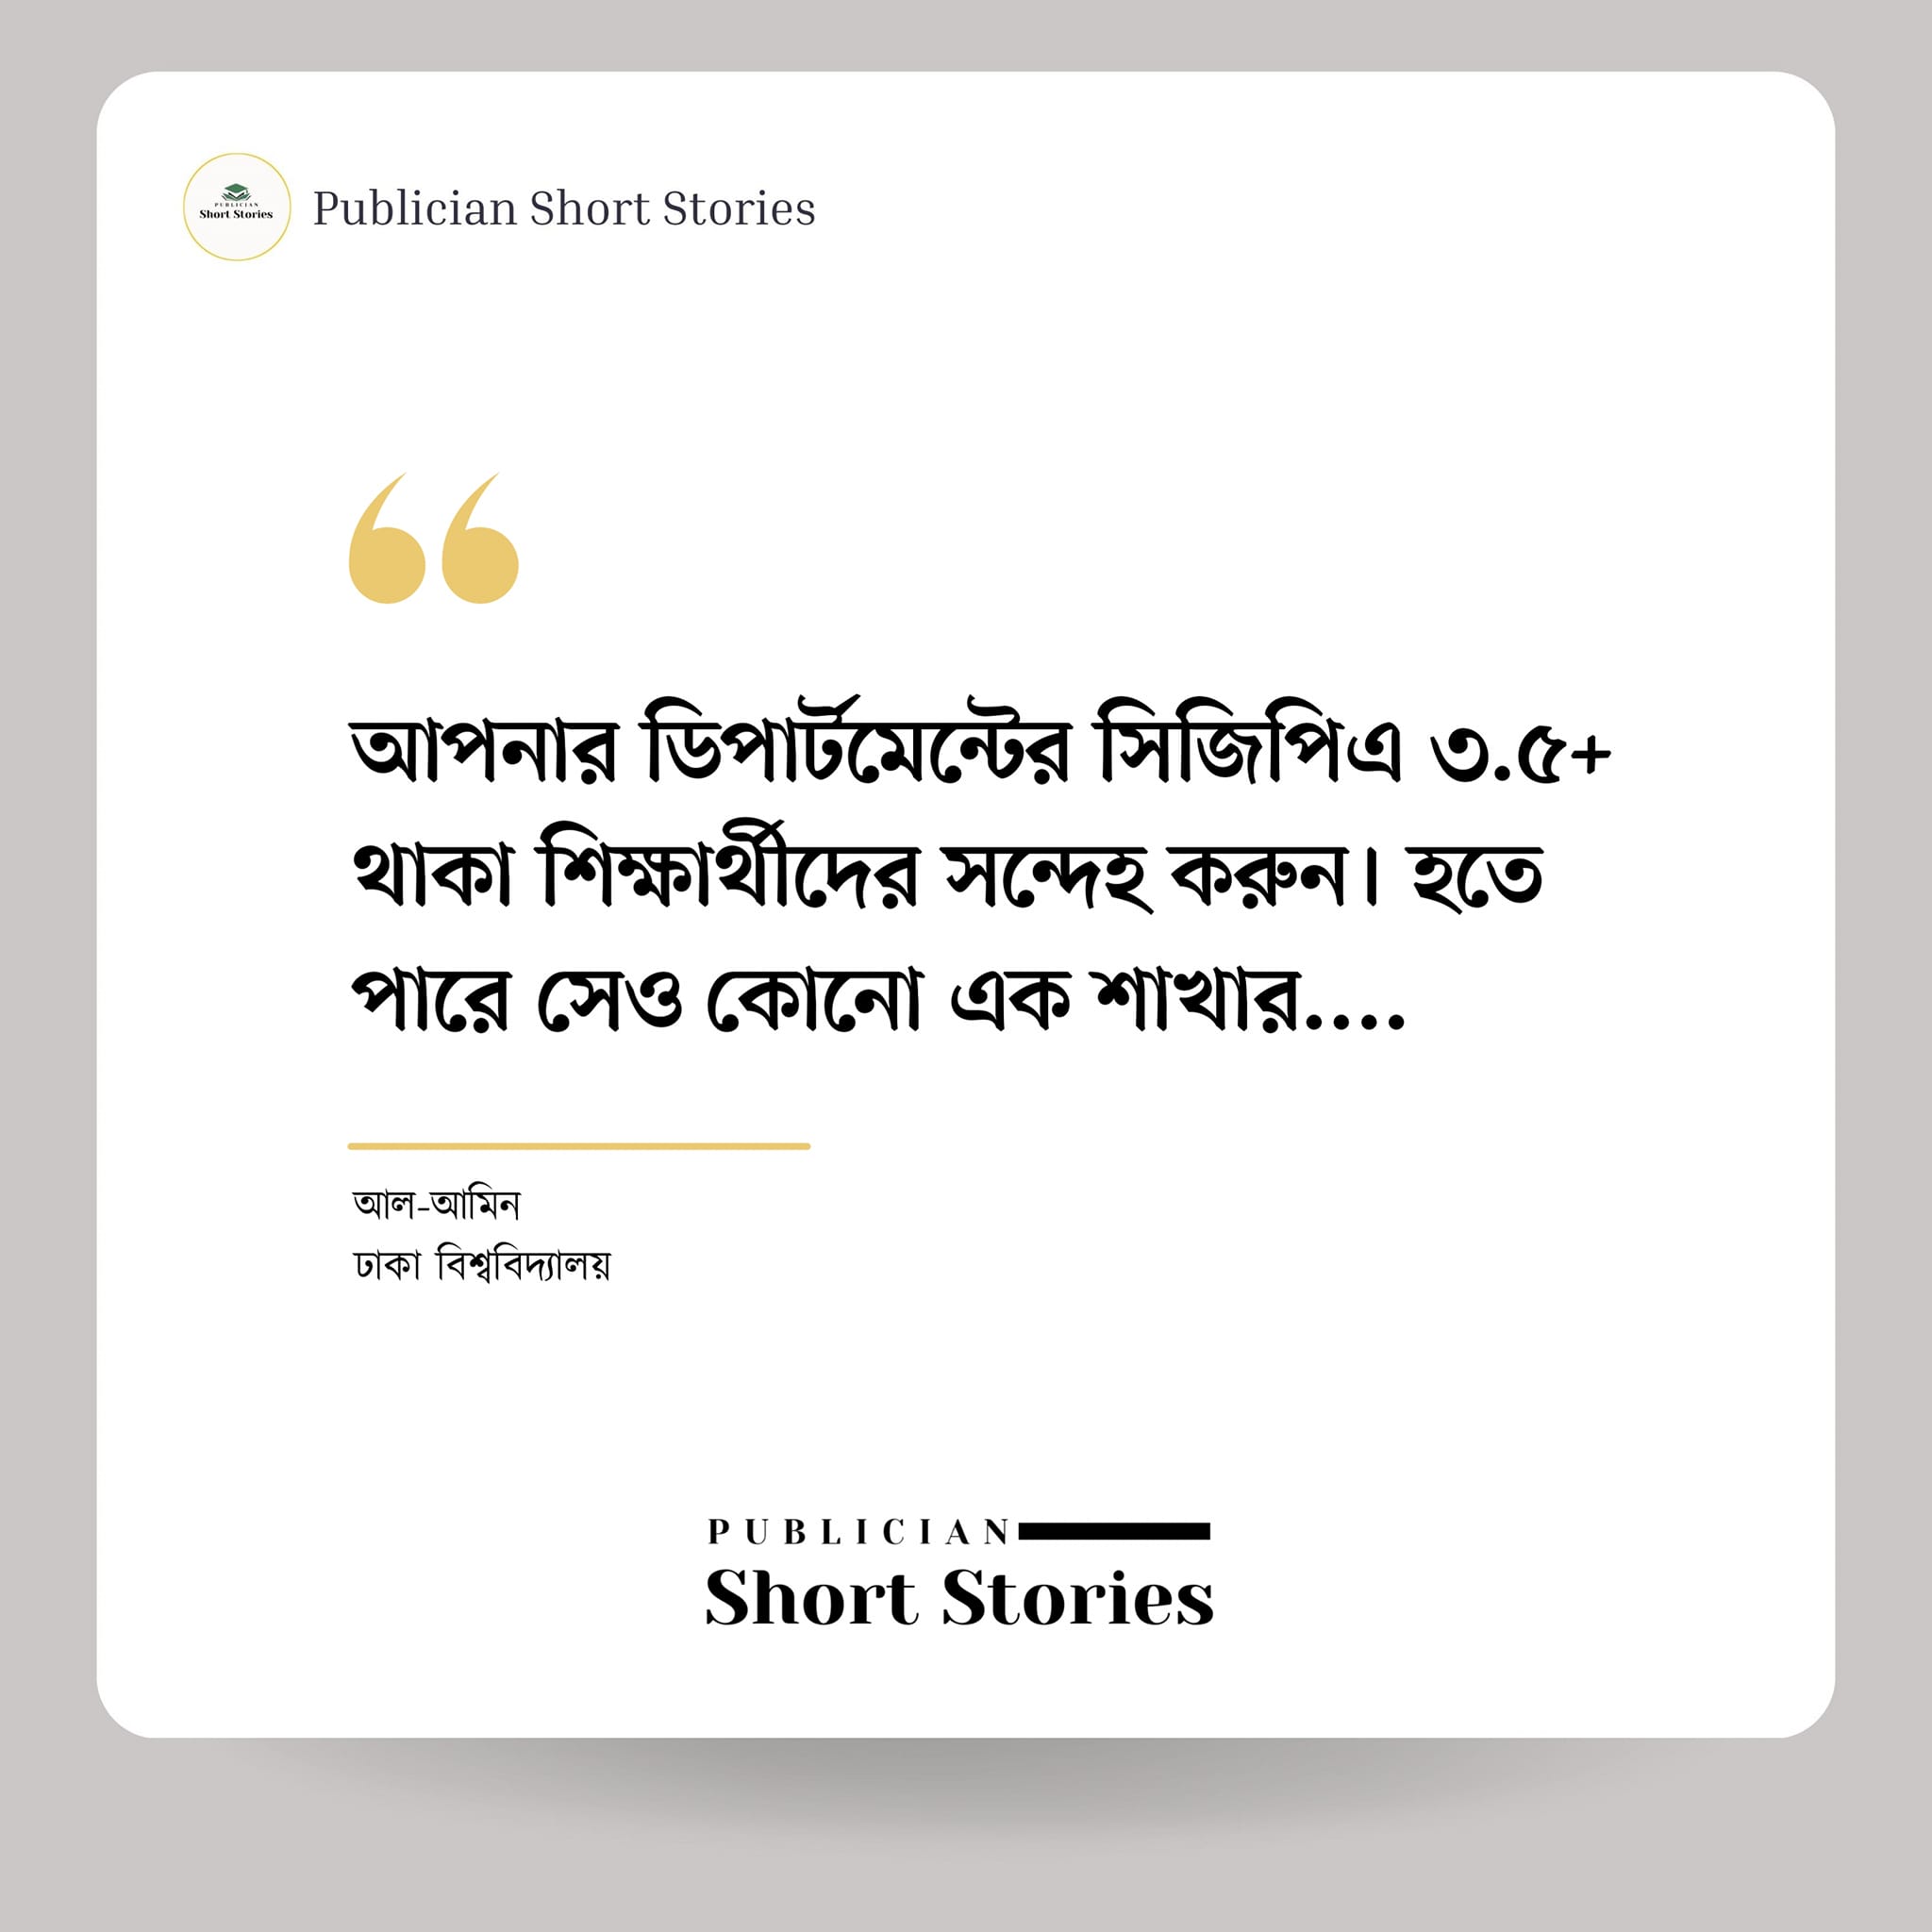 PUBLICIAN
Short Stories
Publician Short Stories
“
আপনার ডিপার্টমেন্টের সিজিপিএ ৩.৫+
থাকা শিক্ষার্থীদের সন্দেহ করুন। হতে
পারে সেও কোনো এক শাখার....
আল-আমিন
ঢাকা বিশ্ববিদ্যালয়
PUBLICIAN
Short Stories